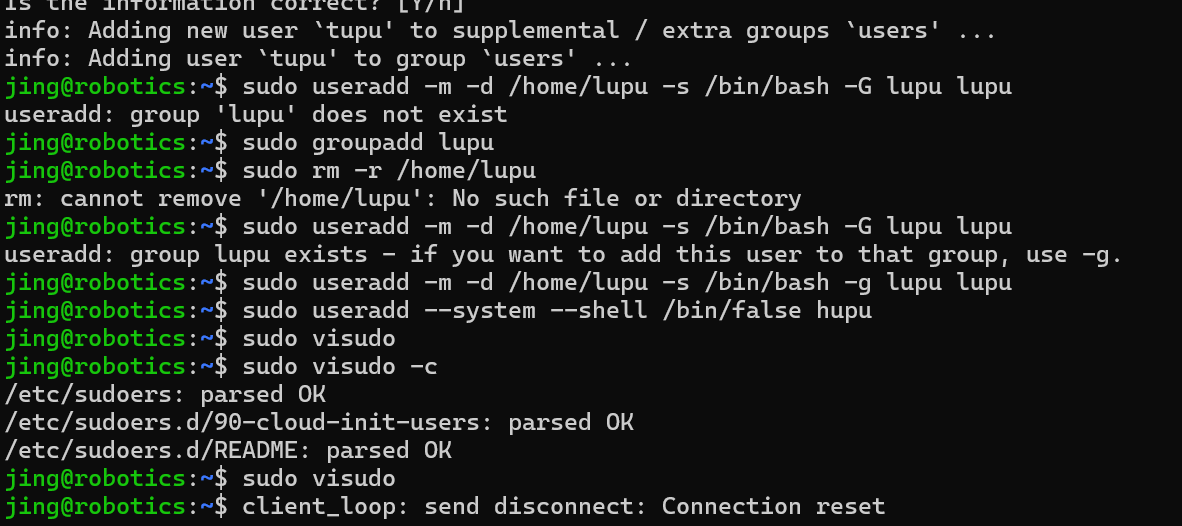 Is the information correct? [Y/n]
info: Adding new user `tupu' to supplemental / extra groups `users' ...
info: Adding user `tupu' to group `users' ...
jing@robotics:~$ sudo useradd -m -d /home/lupu -s /bin/bash -G lupu lupu
useradd: group 'lupu' does not exist
jing@robotics:~$ sudo groupadd lupu
jing@robotics:~$ sudo rm -r /home/lupu
rm: cannot remove '/home/lupu': No such file or directory
jing@robotics:~$ sudo useradd -m -d /home/lupu -s /bin/bash -G lupu lupu
useradd: group lupu exists - if you want to add this user to that group, use -g.
jing@robotics:~$ sudo useradd -m -d /home/lupu -s /bin/bash -g lupu lupu
jing@robotics:~$ sudo useradd --system --shell /bin/false hupu
jing@robotics:~$ sudo visudo
jing@robotics:~$ sudo visudo -c
/etc/sudoers: parsed OK
/etc/sudoers.d/90-cloud-init-users: parsed OK
/etc/sudoers.d/README: parsed OK
jing@robotics:~$ sudo visudo
jing@robotics:~$ client_loop: send disconnect: Connection reset